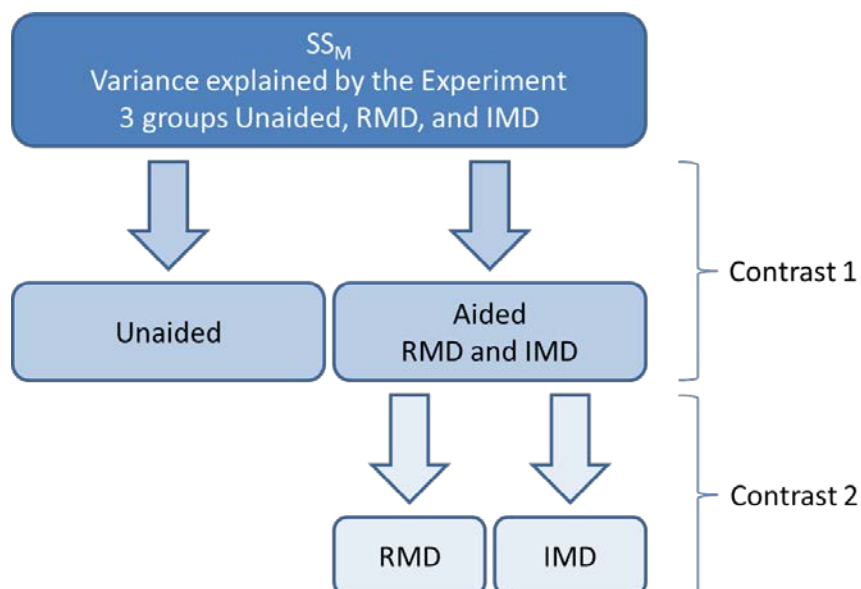 SSM
Variance explained by the Experiment
3 groups Unaided, RMD, and IMD
Contrast 1
Unaided
Aided
RMD and IMD
Contrast 2
RMD
IMD